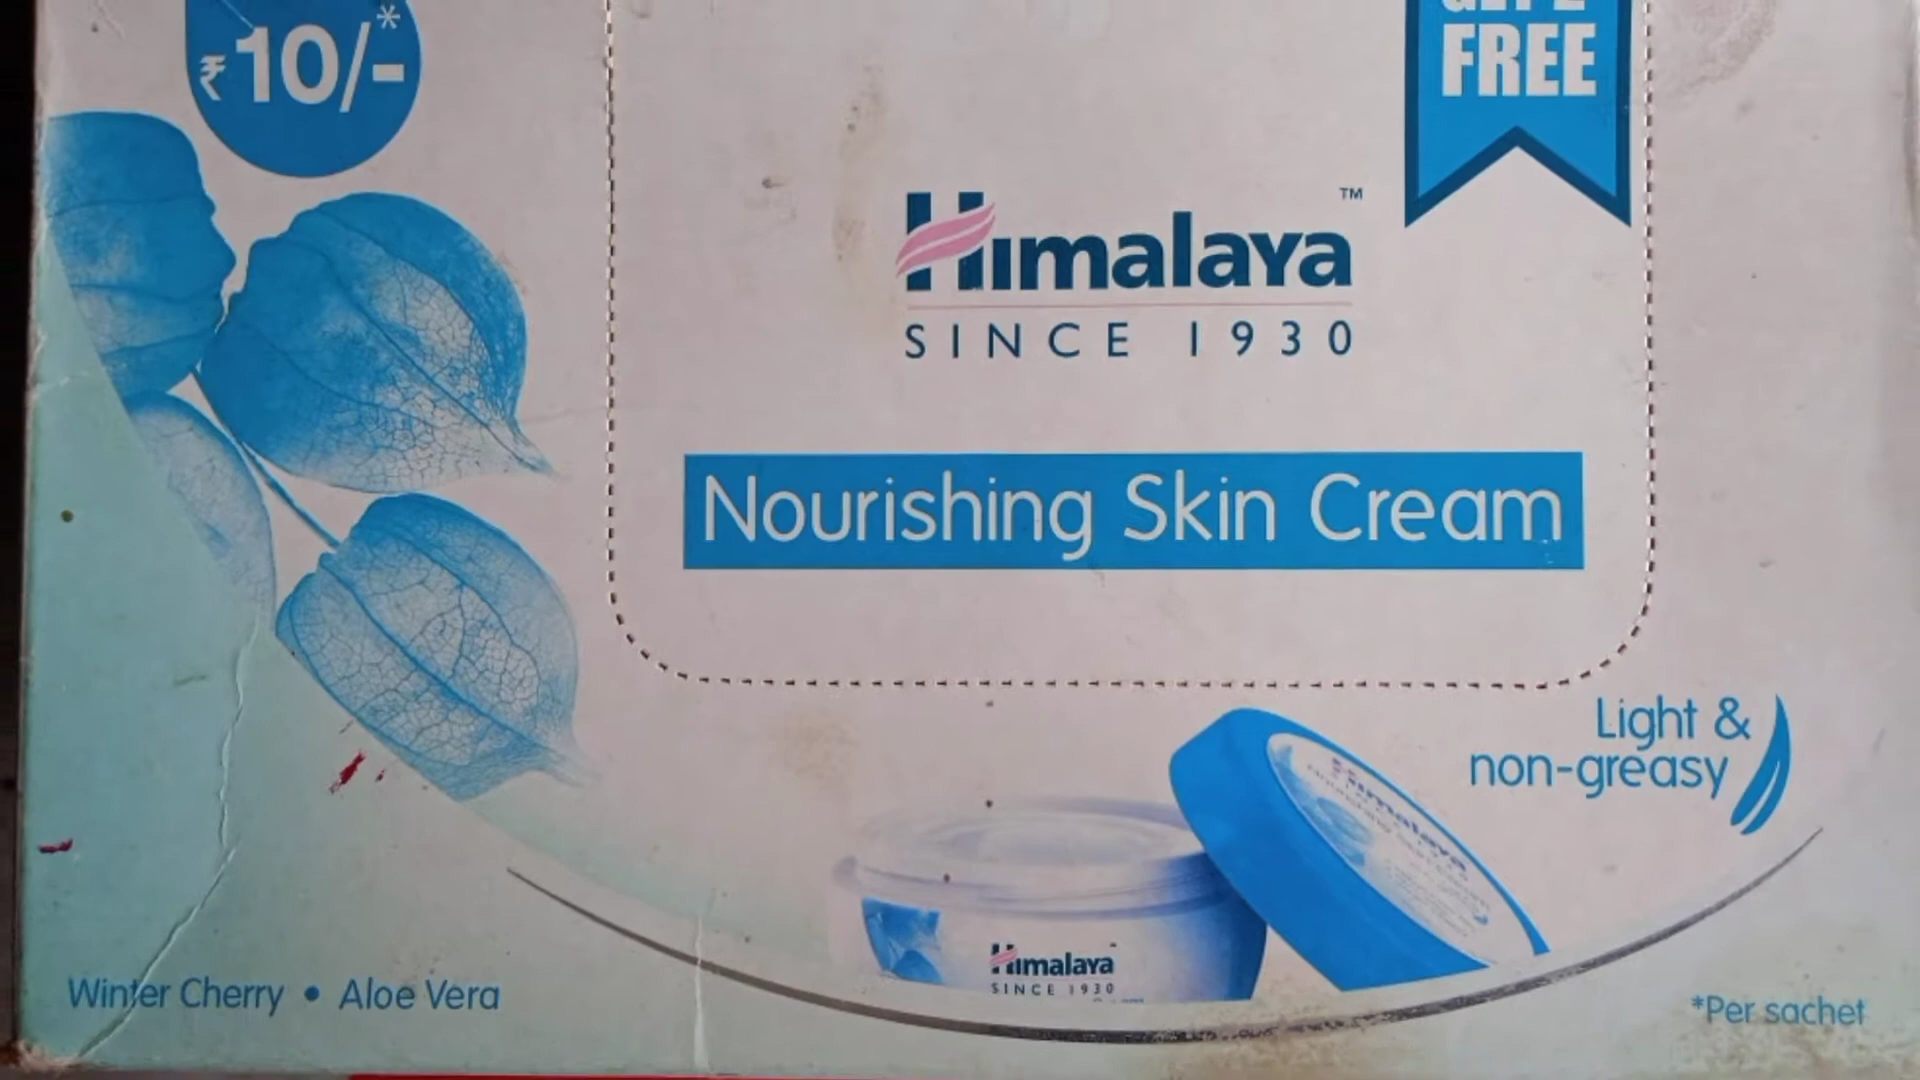 ₹10/-*
FREE
Himalaya™
SINCE 1930
Nourishing Skin Cream
Light &
non-greasy
Himalaya
Himalaya
SINCE 1930
Winter Cherry • Aloe Vera
*Per sachet